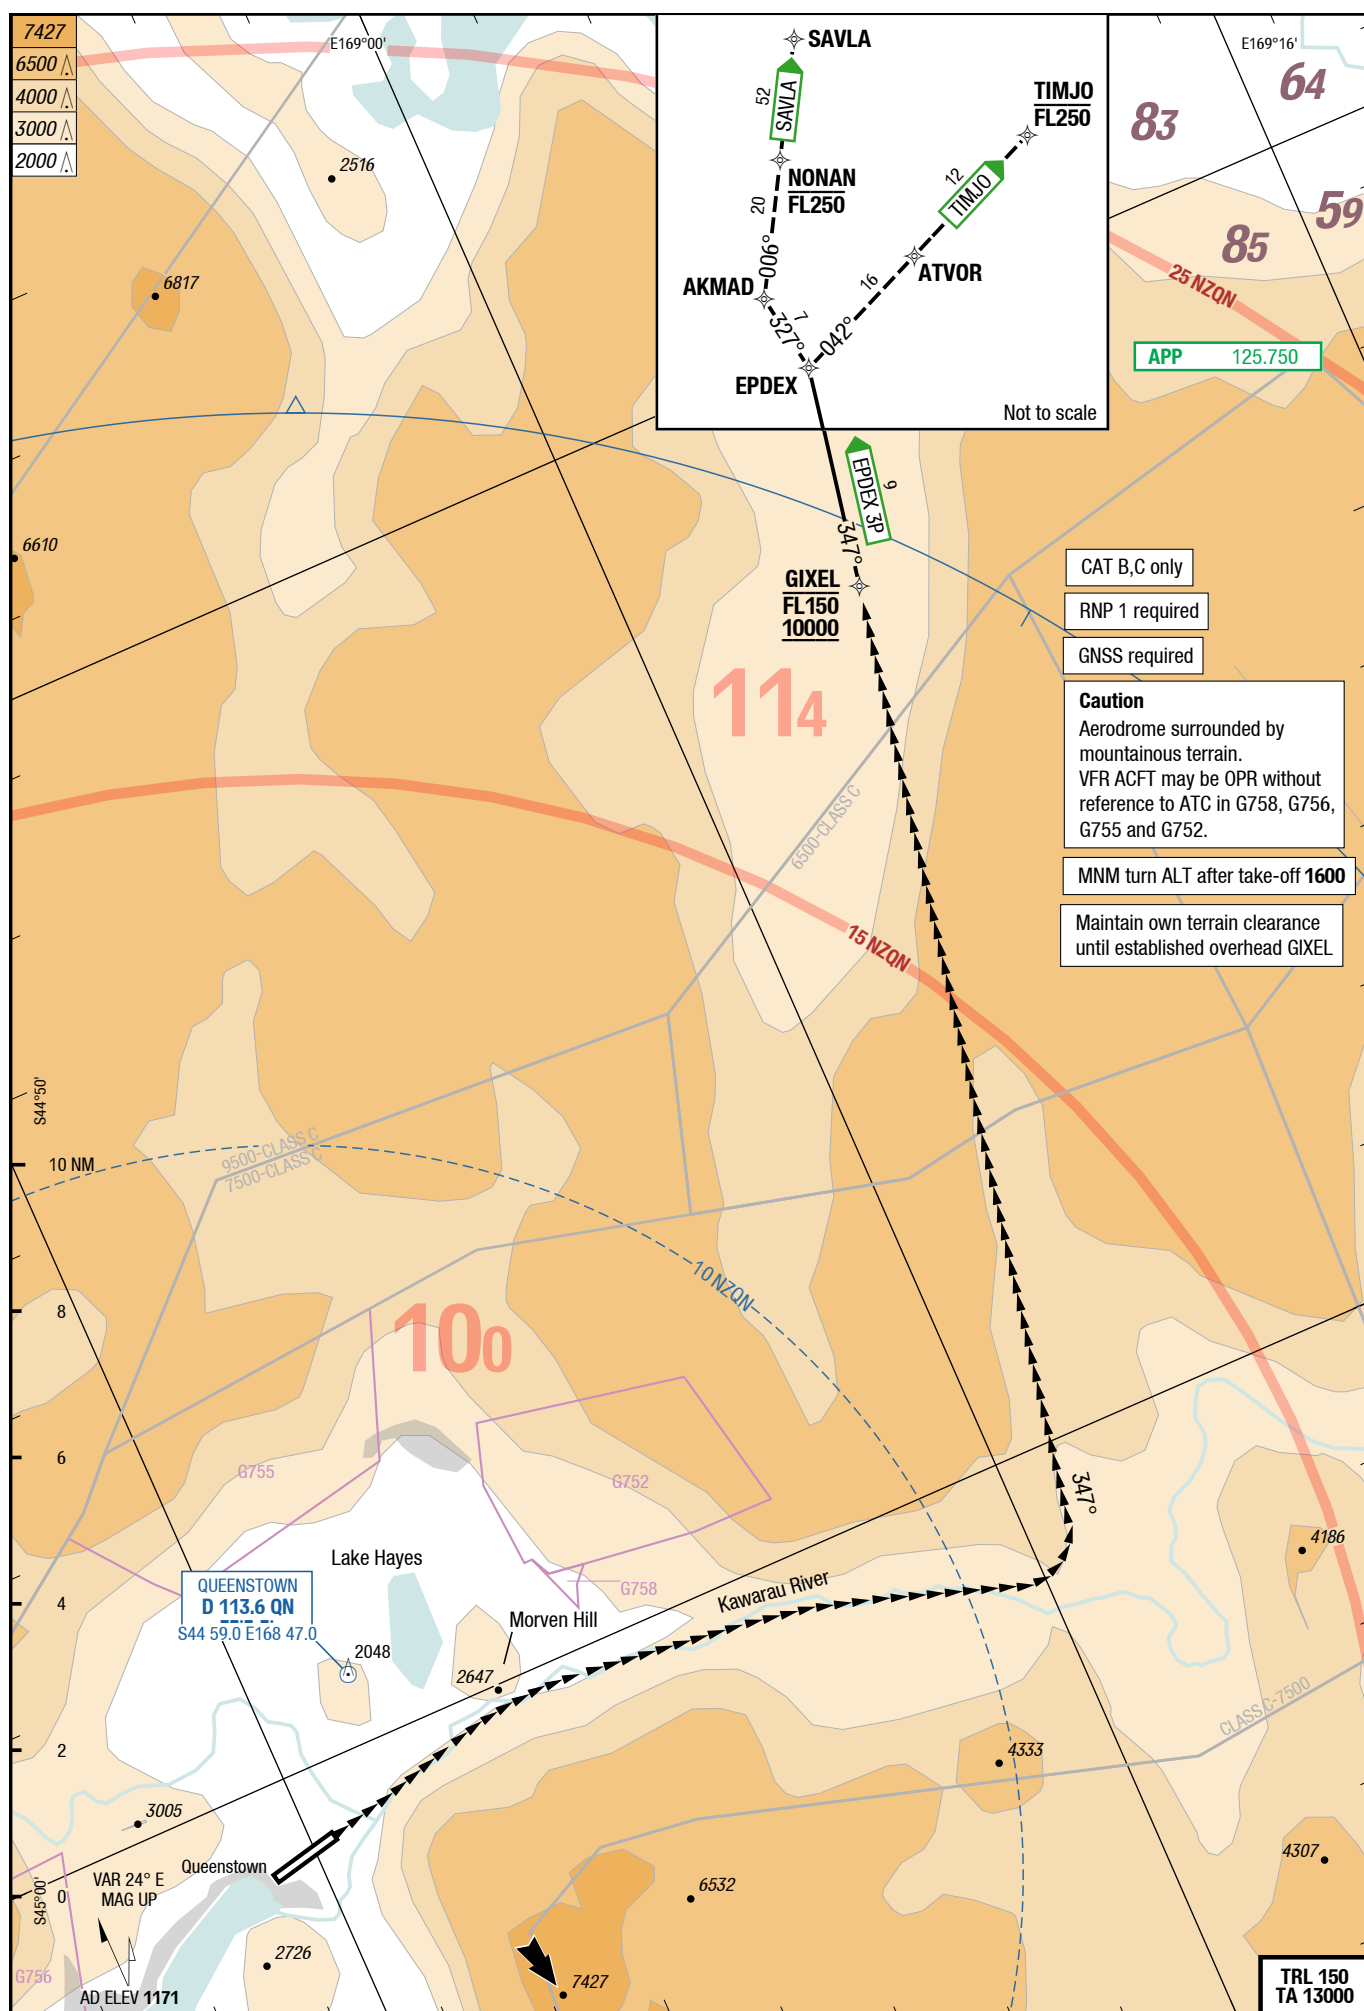 7427
6500
4000
3000
2000
E169°00'
E169°16'
SAVLA
52
SAVLA
NONAN
FL250
20
006°
AKMAD
7
327°
EPDEX
TIMJO
FL250
12
TIMJO
ATVOR
16
042°
Not to scale
83
64
85
59
25 NZQN
APP 125.750
2516
6817
6610
EPDEX 3P
9
347°
GIXEL
FL150
10000
114
6500-CLASS C
CAT B,C only
RNP 1 required
GNSS required
Caution
Aerodrome surrounded by
mountainous terrain.
VFR ACFT may be OPR without
reference to ATC in G758, G756,
G755 and G752.
MNM turn ALT after take-off 1600
Maintain own terrain clearance
until established overhead GIXEL
15 NZQN
S44°50'
10 NM
9500-CLASS C
7500-CLASS C
10 NZQN
8
100
6
G755
G752
347°
4186
Lake Hayes
G758
QUEENSTOWN
D 113.6 QN
S44 59.0 E168 47.0
4
Kawarau River
Morven Hill
2048
2647
CLASS C-7500
2
4333
3005
Queenstown
4307
VAR 24° E
MAG UP
0
S45°00'
6532
2726
G756
7427
AD ELEV 1171
TRL 150
TA 13000